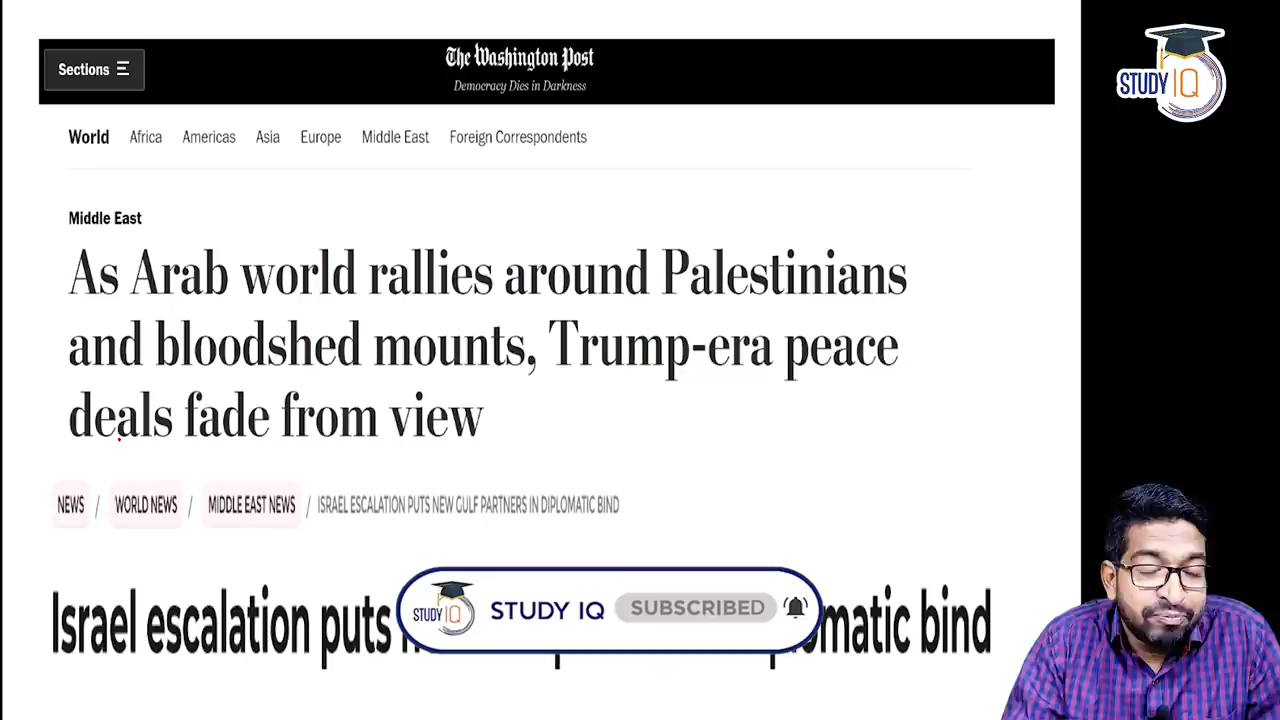 Sections
The Washington Post
Democracy Dies in Darkness
STUDY IQ
World Africa Americas Asia Europe Middle East Foreign Correspondents
Middle East
As Arab world rallies around Palestinians
and bloodshed mounts, Trump-era peace
deals fade from view
NEWS / WORLD NEWS / MIDDLE EAST NEWS / ISRAEL ESCALATION PUTS NEW GULF PARTNERS IN DIPLOMATIC BIND
Israel escalation puts omatic bind
STUDY IQ STUDY IQ SUBSCRIBED